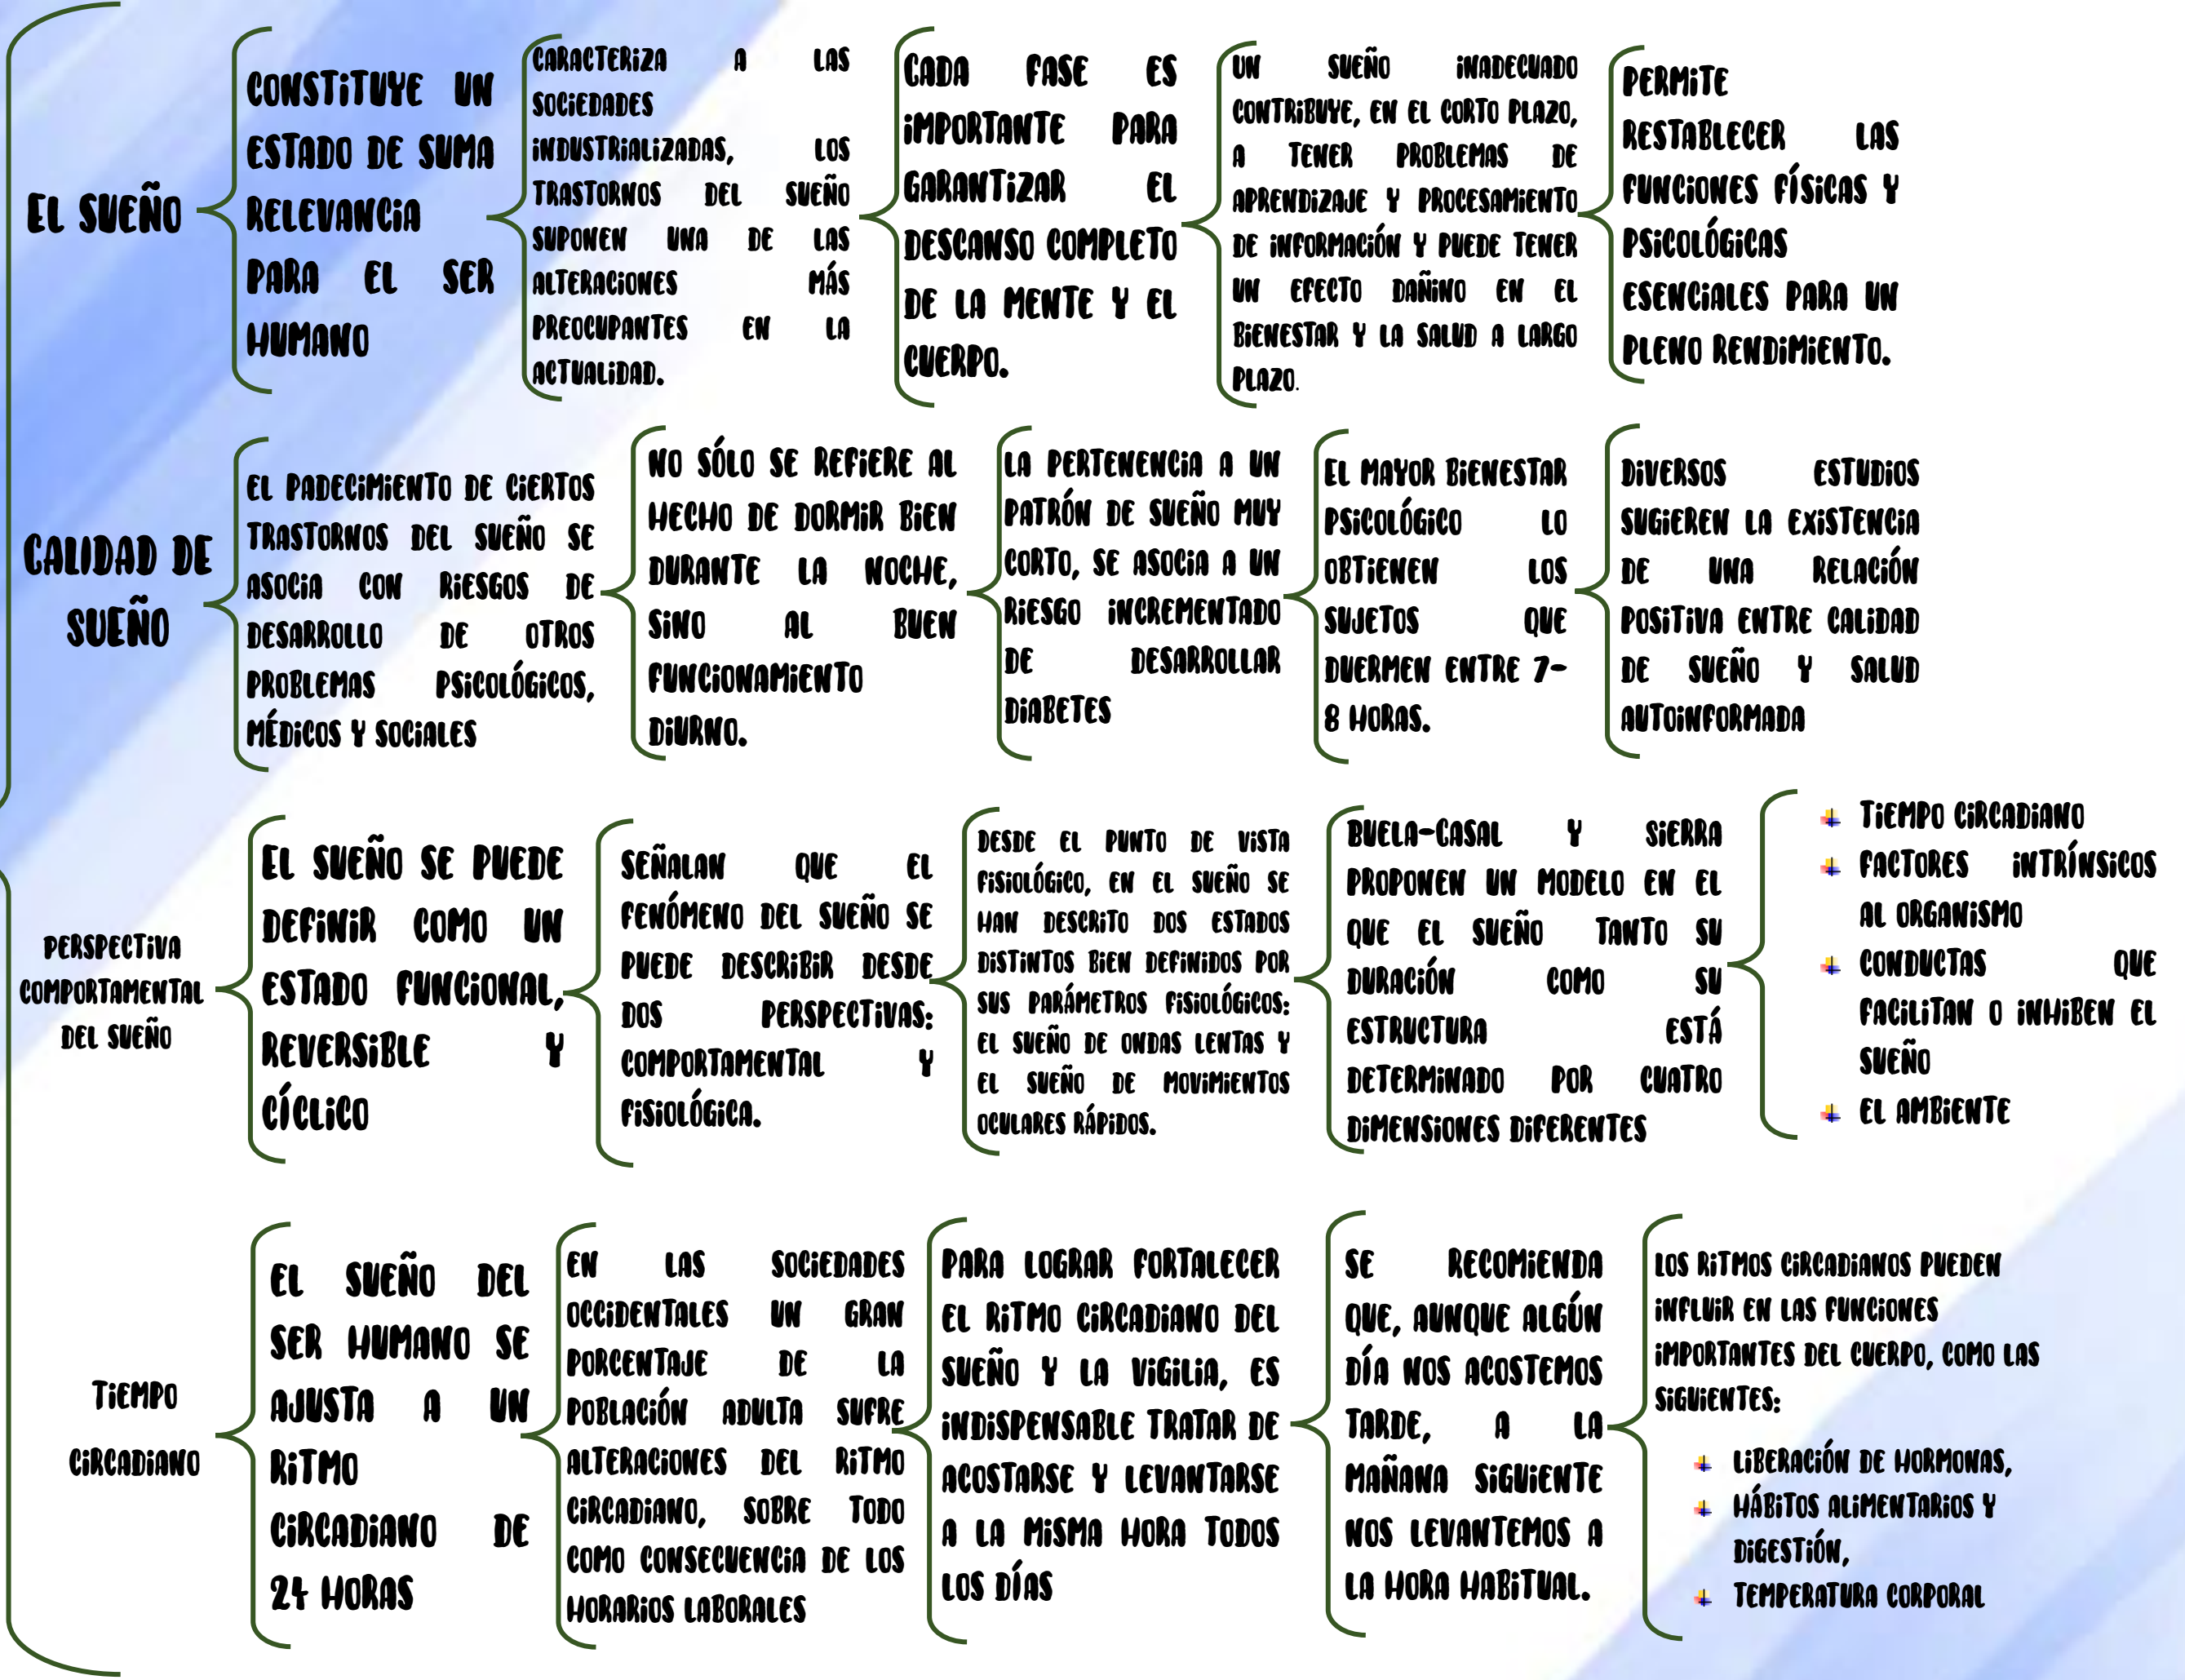 EL SUEÑO
CONSTITUYE UN
ESTADO DE SUMA
RELEVANCIA
PARA EL SER
HUMANO
CARACTERIZA A LAS
SOCIEDADES
INDUSTRIALIZADAS, LOS
TRASTORNOS DEL SUEÑO
SUPONEN UNA DE LAS
ALTERACIONES MÁS
PREOCUPANTES EN LA
ACTUALIDAD.
CADA FASE ES
IMPORTANTE PARA
GARANTIZAR EL
DESCANSO COMPLETO
DE LA MENTE Y EL
CUERPO.
UN SUEÑO INADECUADO
CONTRIBUYE, EN EL CORTO PLAZO,
A TENER PROBLEMAS DE
APRENDIZAJE Y PROCESAMIENTO
DE INFORMACIÓN Y PUEDE TENER
UN EFECTO DAÑINO EN EL
BIENESTAR Y LA SALUD A LARGO
PLAZO.
PERMITE
RESTABLECER LAS
FUNCIONES FÍSICAS Y
PSICOLÓGICAS
ESENCIALES PARA UN
PLENO RENDIMIENTO.
CALIDAD DE
SUEÑO
EL PADECIMIENTO DE CIERTOS
TRASTORNOS DEL SUEÑO SE
ASOCIA CON RIESGOS DE
DESARROLLO DE OTROS
PROBLEMAS PSICOLÓGICOS,
MÉDICOS Y SOCIALES
NO SÓLO SE REFIERE AL
HECHO DE DORMIR BIEN
DURANTE LA NOCHE,
SINO AL BUEN
FUNCIONAMIENTO
DIURNO.
LA PERTENENCIA A UN
PATRÓN DE SUEÑO MUY
CORTO, SE ASOCIA A UN
RIESGO INCREMENTADO
DE DESARROLLAR
DIABETES
EL MAYOR BIENESTAR
PSICOLÓGICO LO
OBTIENEN LOS
SUJETOS QUE
DUERMEN ENTRE 7-
8 HORAS.
DIVERSOS ESTUDIOS
SUGIEREN LA EXISTENCIA
DE UNA RELACIÓN
POSITIVA ENTRE CALIDAD
DE SUEÑO Y SALUD
AUTOINFORMADA
PERSPECTIVA
COMPORTAMENTAL
DEL SUEÑO
EL SUEÑO SE PUEDE
DEFINIR COMO UN
ESTADO FUNCIONAL,
REVERSIBLE Y
CÍCLICO
SEÑALAN QUE EL
FENÓMENO DEL SUEÑO SE
PUEDE DESCRIBIR DESDE
DOS PERSPECTIVAS:
COMPORTAMENTAL Y
FISIOLÓGICA.
DESDE EL PUNTO DE VISTA
FISIOLÓGICO, EN EL SUEÑO SE
HAN DESCRITO DOS ESTADOS
DISTINTOS BIEN DEFINIDOS POR
SUS PARÁMETROS FISIOLÓGICOS:
EL SUEÑO DE ONDAS LENTAS Y
EL SUEÑO DE MOVIMIENTOS
OCULARES RÁPIDOS.
BUELA-CASAL Y SIERRA
PROPONEN UN MODELO EN EL
QUE EL SUEÑO TANTO SU
DURACIÓN COMO SU
ESTRUCTURA ESTÁ
DETERMINADO POR CUATRO
DIMENSIONES DIFERENTES
TIEMPO CIRCADIANO
FACTORES INTRÍNSICOS
AL ORGANISMO
CONDUCTAS QUE
FACILITAN O INHIBEN EL
SUEÑO
EL AMBIENTE
TIEMPO
CIRCADIANO
EL SUEÑO DEL
SER HUMANO SE
AJUSTA A UN
RITMO
CIRCADIANO DE
24 HORAS
EN LAS SOCIEDADES
OCCIDENTALES UN GRAN
PORCENTAJE DE LA
POBLACIÓN ADULTA SUFRE
ALTERACIONES DEL RITMO
CIRCADIANO, SOBRE TODO
COMO CONSECUENCIA DE LOS
HORARIOS LABORALES
PARA LOGRAR FORTALECER
EL RITMO CIRCADIANO DEL
SUEÑO Y LA VIGILIA, ES
INDISPENSABLE TRATAR DE
ACOSTARSE Y LEVANTARSE
A LA MISMA HORA TODOS
LOS DÍAS
SE RECOMIENDA
QUE, AUNQUE ALGÚN
DÍA NOS ACOSTEMOS
TARDE, A LA
MAÑANA SIGUIENTE
NOS LEVANTEMOS A
LA HORA HABITUAL.
LOS RITMOS CIRCADIANOS PUEDEN
INFLUIR EN LAS FUNCIONES
IMPORTANTES DEL CUERPO, COMO LAS
SIGUIENTES:
LIBERACIÓN DE HORMONAS,
HÁBITOS ALIMENTARIOS Y
DIGESTIÓN,
TEMPERATURA CORPORAL